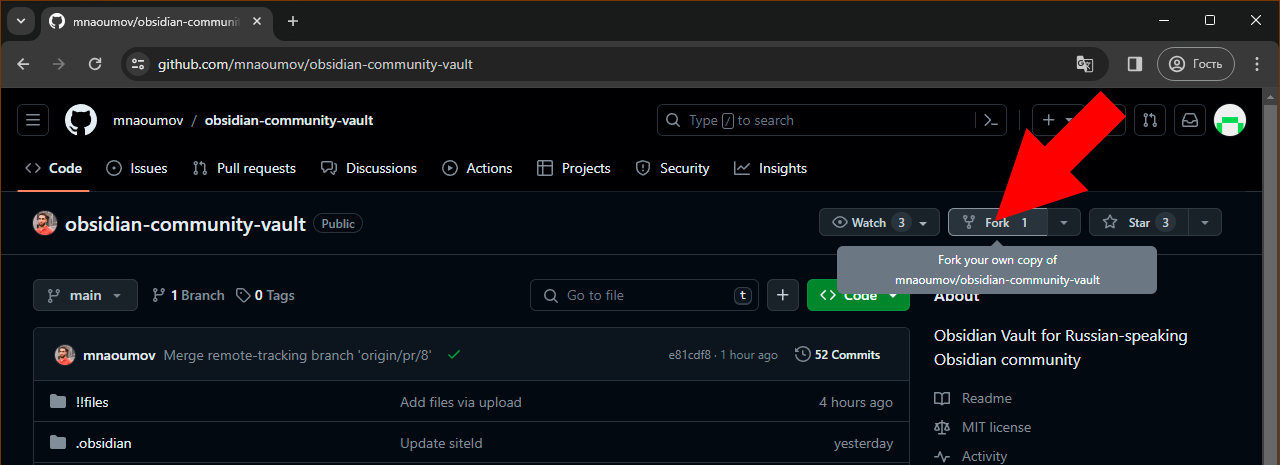 mnaoumov/obsidian-communit
github.com/mnaoumov/obsidian-community-vault
Гость
mnaoumov / obsidian-community-vault
Type / to search
Code
Issues
Pull requests
Discussions
Actions
Projects
Security
Insights
obsidian-community-vault
Public
Watch 3
Fork 1
Star 3
Fork your own copy of
mnaoumov/obsidian-community-vault
main
1 Branch
0 Tags
Go to file
t
Code
About
mnaoumov Merge remote-tracking branch 'origin/pr/8'
e81cdf8 · 1 hour ago
52 Commits
Obsidian Vault for Russian-speaking
Obsidian community
!!files Add files via upload 4 hours ago
Readme
MIT license
.obsidian Update siteId yesterday
Activity